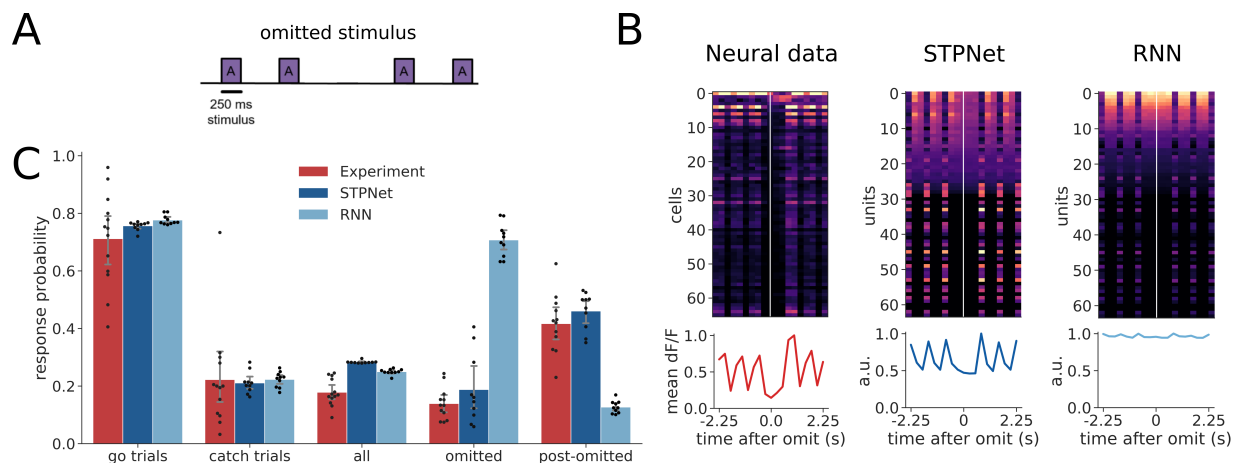 A
omitted stimulus
A
A
A
A
250 ms
stimulus
B
Neural data
STPNet
RNN
0
10
20
30
40
50
60
cells
0
10
20
30
40
50
60
units
0
10
20
30
40
50
60
units
1.0
0.5
0.0
mean dF/F
-2.25
0.0
2.25
time after omit (s)
1.0
0.5
0.0
a.u.
-2.25
0
2.25
time after omit (s)
1.0
0.5
0.0
a.u.
-2.25
0
2.25
time after omit (s)
C
1.0
0.8
0.6
0.4
0.2
0.0
response probability
Experiment
STPNet
RNN
go trials
catch trials
all
omitted
post-omitted